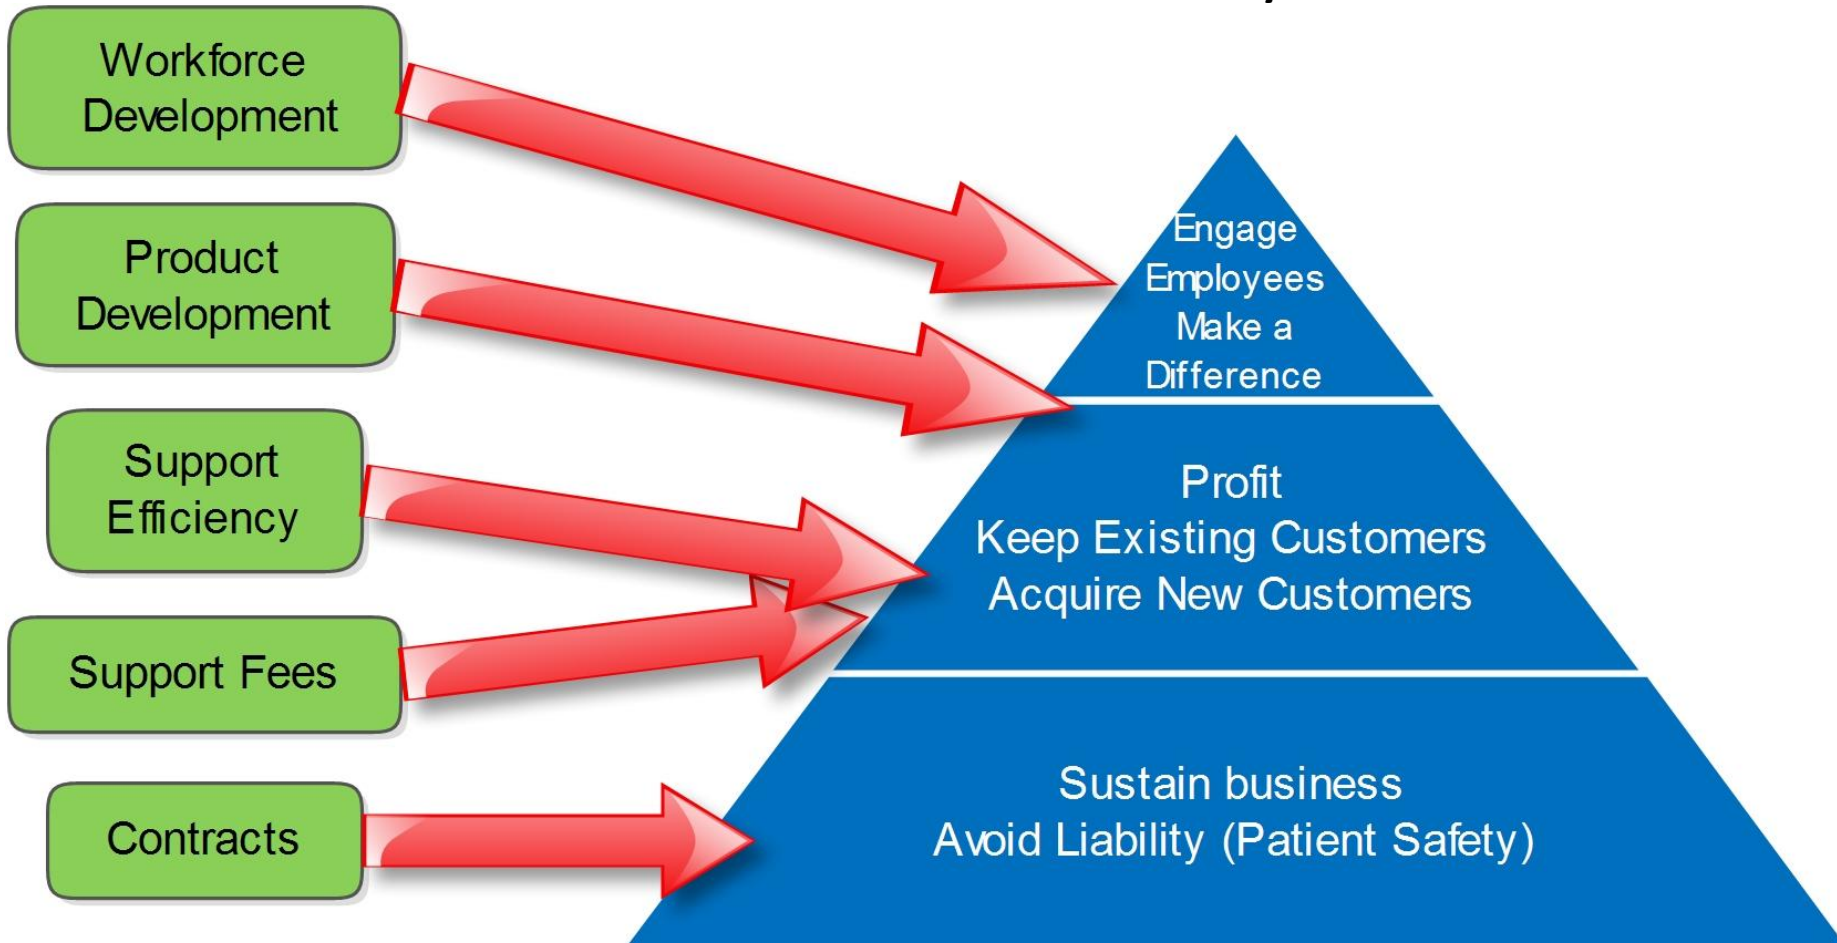 Workforce
Development
Product
Development
Support
Efficiency
Support Fees
Contracts
Engage
Employees
Make a
Difference
Profit
Keep Existing Customers
Acquire New Customers
Sustain business
Avoid Liability (Patient Safety)